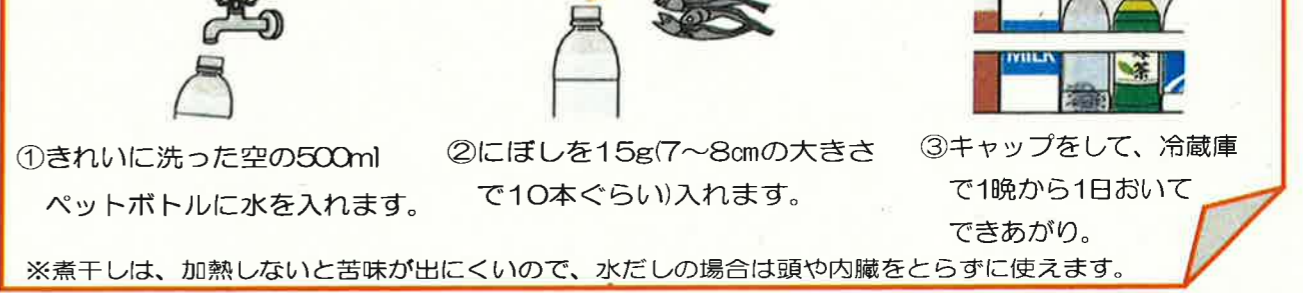 MILK
茶
①きれいに洗った空の500ml
ペットボトルに水を入れます。
②にぼしを15g(7～8㎝の大きさ
で10本ぐらい)入れます。
③キャップをして、冷蔵庫
で1晩から1日おいて
できあがり。
※煮干しは、加熱しないと苦味が出にくいので、水だしの場合は頭や内臓をとらずに使えます。